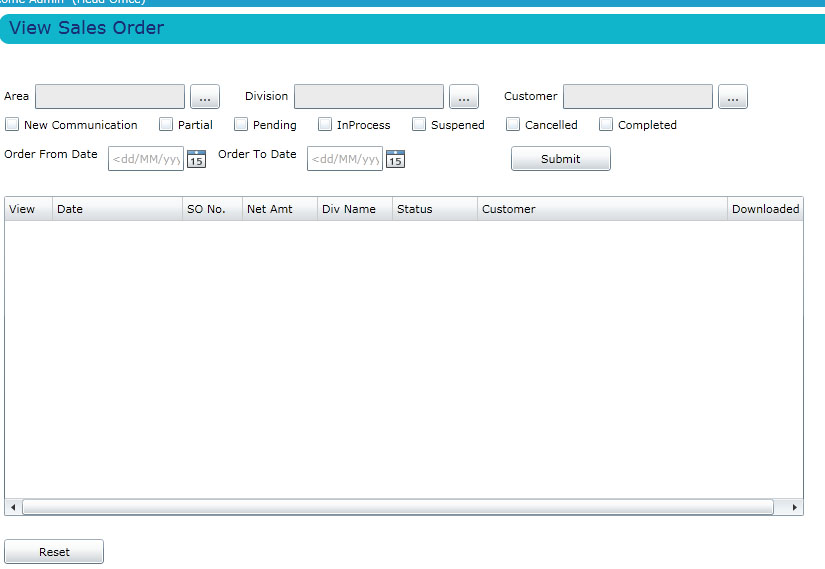 Admin (Head Office)
View Sales Order
Area ... Division ... Customer ...
New Communication Partial Pending InProcess Suspened Cancelled Completed
Order From Date <dd/MM/yyy 15 Order To Date <dd/MM/yyy 15 Submit
View Date SO No. Net Amt Div Name Status Customer Downloaded
Reset